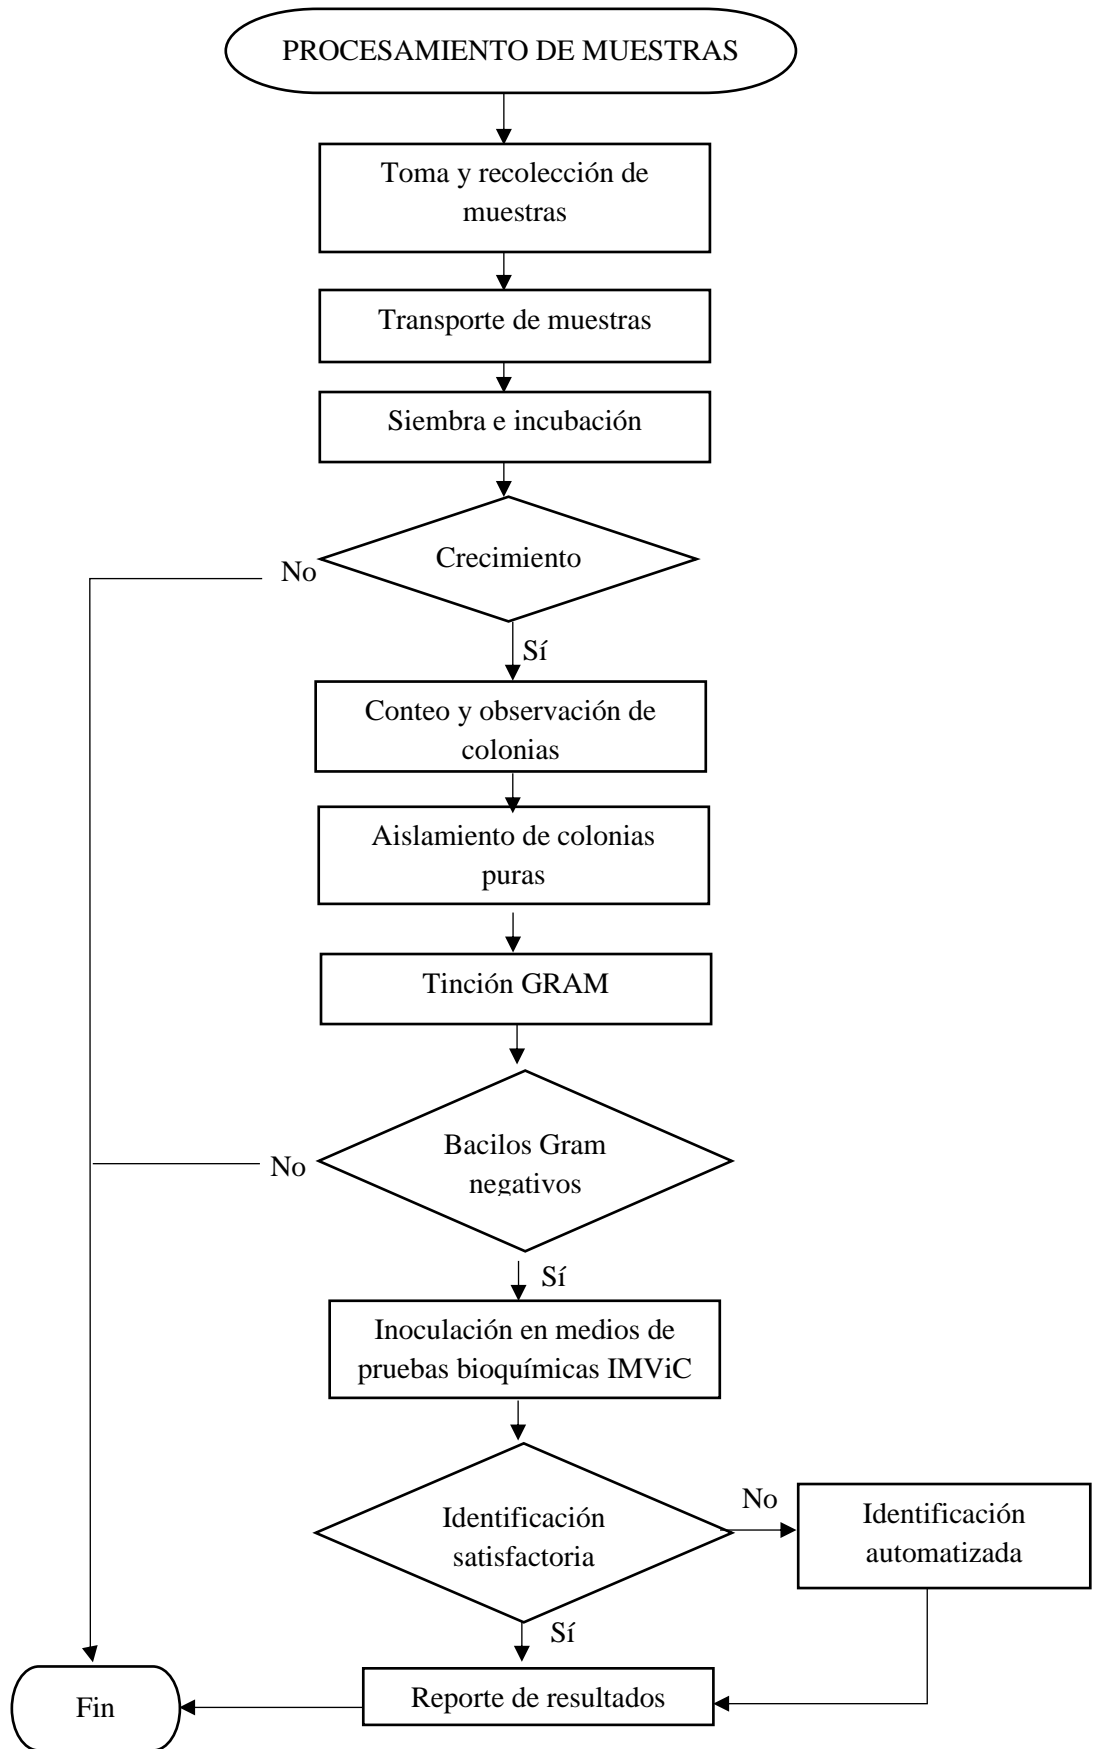 PROCESAMIENTO DE MUESTRAS
Toma y recolección de
muestras
Transporte de muestras
Siembra e incubación
Crecimiento
No
Sí
Conteo y observación de
colonias
Aislamiento de colonias
puras
Tinción GRAM
Bacilos Gram
negativos
No
Sí
Inoculación en medios de
pruebas bioquímicas IMViC
Identificación
satisfactoria
No
Identificación
automatizada
Sí
Reporte de resultados
Fin